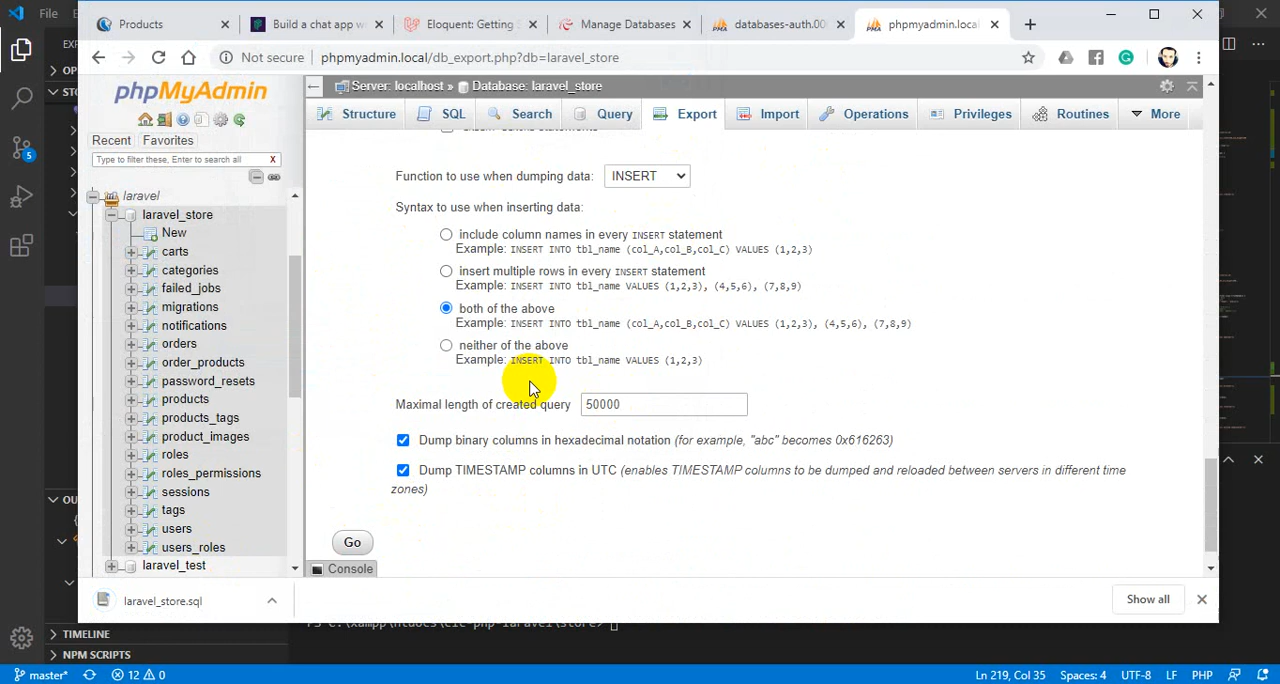 File
Products
Build a chat app w
Eloquent: Getting
Manage Databases
databases-auth.00
phpmyadmin.loca
Not secure
phpmyadmin.local/db_export.php?db=laravel_store
phpMyAdmin
Recent
Favorites
Type to filter these, Enter to search all
X
laravel
laravel_store
New
carts
categories
failed_jobs
migrations
notifications
orders
order_products
password_resets
products
products_tags
product_images
roles
roles_permissions
sessions
tags
users
users_roles
laravel_test
Server: localhost » Database: laravel_store
Structure
SQL
Search
Query
Export
Import
Operations
Privileges
Routines
More
Function to use when dumping data: INSERT
Syntax to use when inserting data:
include column names in every INSERT statement
Example: INSERT INTO tbl_name (col_A,col_B,col_C) VALUES (1,2,3)
insert multiple rows in every INSERT statement
Example: INSERT INTO tbl_name VALUES (1,2,3), (4,5,6), (7,8,9)
both of the above
Example: INSERT INTO tbl_name (col_A,col_B,col_C) VALUES (1,2,3), (4,5,6), (7,8,9)
neither of the above
Example: INSERT INTO tbl_name VALUES (1,2,3)
Maximal length of created query 50000
Dump binary columns in hexadecimal notation (for example, "abc" becomes 0x616263)
Dump TIMESTAMP columns in UTC (enables TIMESTAMP columns to be dumped and reloaded between servers in different time
zones)
Go
Console
laravel_store.sql
Show all
5
TIMELINE
NPM SCRIPTS
master*
12
0
Ln 219, Col 35
Spaces: 4
UTF-8
LF
PHP